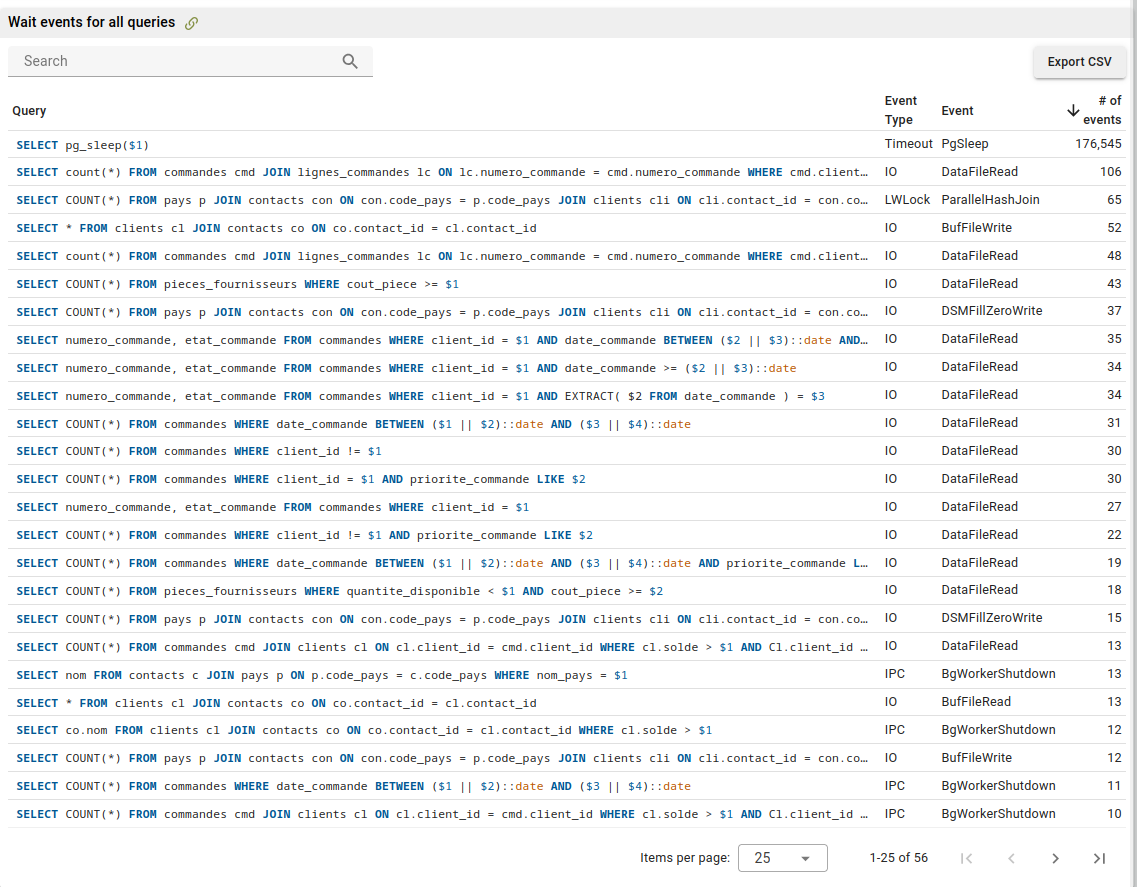 Wait events for all queries
Search
Export CSV
Query Event Type Event # of events
SELECT pg_sleep($1) Timeout PgSleep 176,545
SELECT count(*) FROM commandes cmd JOIN lignes_commandes lc ON lc.numero_commande = cmd.numero_commande WHERE cmd.client… IO DataFileRead 106
SELECT COUNT(*) FROM pays p JOIN contacts con ON con.code_pays = p.code_pays JOIN clients cli ON cli.contact_id = con.co… LWLock ParallelHashJoin 65
SELECT * FROM clients cl JOIN contacts co ON co.contact_id = cl.contact_id IO BufFileWrite 52
SELECT count(*) FROM commandes cmd JOIN lignes_commandes lc ON lc.numero_commande = cmd.numero_commande WHERE cmd.client… IO DataFileRead 48
SELECT COUNT(*) FROM pieces_fournisseurs WHERE cout_piece >= $1 IO DataFileRead 43
SELECT COUNT(*) FROM pays p JOIN contacts con ON con.code_pays = p.code_pays JOIN clients cli ON cli.contact_id = con.co… IO DSMFillZeroWrite 37
SELECT numero_commande, etat_commande FROM commandes WHERE client_id = $1 AND date_commande BETWEEN ($2 || $3)::date AND… IO DataFileRead 35
SELECT numero_commande, etat_commande FROM commandes WHERE client_id = $1 AND date_commande >= ($2 || $3)::date IO DataFileRead 34
SELECT numero_commande, etat_commande FROM commandes WHERE client_id = $1 AND EXTRACT( $2 FROM date_commande ) = $3 IO DataFileRead 34
SELECT COUNT(*) FROM commandes WHERE date_commande BETWEEN ($1 || $2)::date AND ($3 || $4)::date IO DataFileRead 31
SELECT COUNT(*) FROM commandes WHERE client_id != $1 IO DataFileRead 30
SELECT COUNT(*) FROM commandes WHERE client_id = $1 AND priorite_commande LIKE $2 IO DataFileRead 30
SELECT numero_commande, etat_commande FROM commandes WHERE client_id = $1 IO DataFileRead 27
SELECT COUNT(*) FROM commandes WHERE client_id != $1 AND priorite_commande LIKE $2 IO DataFileRead 22
SELECT COUNT(*) FROM commandes WHERE date_commande BETWEEN ($1 || $2)::date AND ($3 || $4)::date AND priorite_commande L… IO DataFileRead 19
SELECT COUNT(*) FROM pieces_fournisseurs WHERE quantite_disponible < $1 AND cout_piece >= $2 IO DataFileRead 18
SELECT COUNT(*) FROM pays p JOIN contacts con ON con.code_pays = p.code_pays JOIN clients cli ON cli.contact_id = con.co… IO DSMFillZeroWrite 15
SELECT COUNT(*) FROM commandes cmd JOIN clients cl ON cl.client_id = cmd.client_id WHERE cl.solde > $1 AND Cl.client_id … IO DataFileRead 13
SELECT nom FROM contacts c JOIN pays p ON p.code_pays = c.code_pays WHERE nom_pays = $1 IPC BgWorkerShutdown 13
SELECT * FROM clients cl JOIN contacts co ON co.contact_id = cl.contact_id IO BufFileRead 13
SELECT co.nom FROM clients cl JOIN contacts co ON co.contact_id = cl.contact_id WHERE cl.solde > $1 IPC BgWorkerShutdown 12
SELECT COUNT(*) FROM pays p JOIN contacts con ON con.code_pays = p.code_pays JOIN clients cli ON cli.contact_id = con.co… IO BufFileWrite 12
SELECT COUNT(*) FROM commandes WHERE date_commande BETWEEN ($1 || $2)::date AND ($3 || $4)::date IPC BgWorkerShutdown 11
SELECT COUNT(*) FROM commandes cmd JOIN clients cl ON cl.client_id = cmd.client_id WHERE cl.solde > $1 AND Cl.client_id … IPC BgWorkerShutdown 10
Items per page: 25 1-25 of 56